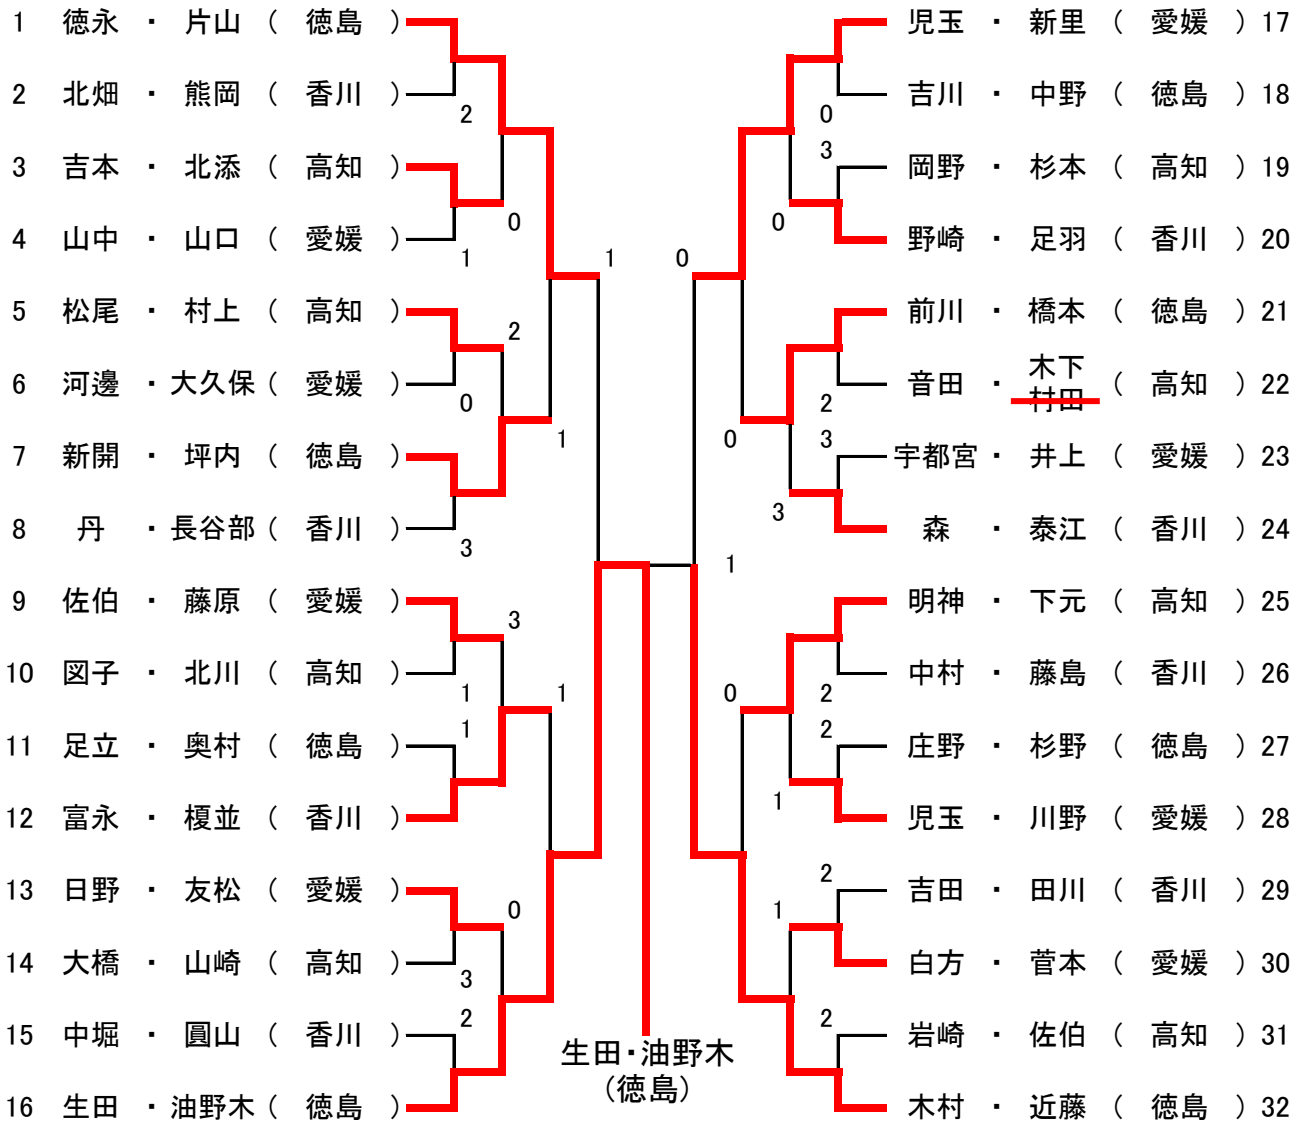 1 徳永 ・ 片山 ( 徳島 )
2 北畑 ・ 熊岡 ( 香川 )
2
3 吉本 ・ 北添 ( 高知 )
0
4 山中 ・ 山口 ( 愛媛 )
1
1
5 松尾 ・ 村上 ( 高知 )
2
6 河邊 ・ 大久保 ( 愛媛 )
0
1
7 新開 ・ 坪内 ( 徳島 )
8 丹 ・ 長谷部 ( 香川 )
3
9 佐伯 ・ 藤原 ( 愛媛 )
3
10 図子 ・ 北川 ( 高知 )
1
1
1
11 足立 ・ 奥村 ( 徳島 )
12 富永 ・ 榎並 ( 香川 )
13 日野 ・ 友松 ( 愛媛 )
0
14 大橋 ・ 山崎 ( 高知 )
3
2
15 中堀 ・ 圓山 ( 香川 )
16 生田 ・ 油野木 ( 徳島 )
児玉 ・ 新里 ( 愛媛 ) 17
吉川 ・ 中野 ( 徳島 ) 18
0
3
岡野 ・ 杉本 ( 高知 ) 19
0
野崎 ・ 足羽 ( 香川 ) 20
0
前川 ・ 橋本 ( 徳島 ) 21
木下
音田 ・ ( 高知 ) 22
村田
2
0
3
宇都宮 ・ 井上 ( 愛媛 ) 23
3
森 ・ 泰江 ( 香川 ) 24
1
明神 ・ 下元 ( 高知 ) 25
中村 ・ 藤島 ( 香川 ) 26
0
2
2
庄野 ・ 杉野 ( 徳島 ) 27
1
児玉 ・ 川野 ( 愛媛 ) 28
2
吉田 ・ 田川 ( 香川 ) 29
1
白方 ・ 菅本 ( 愛媛 ) 30
2
岩崎 ・ 佐伯 ( 高知 ) 31
木村 ・ 近藤 ( 徳島 ) 32
生田・油野木
(徳島)